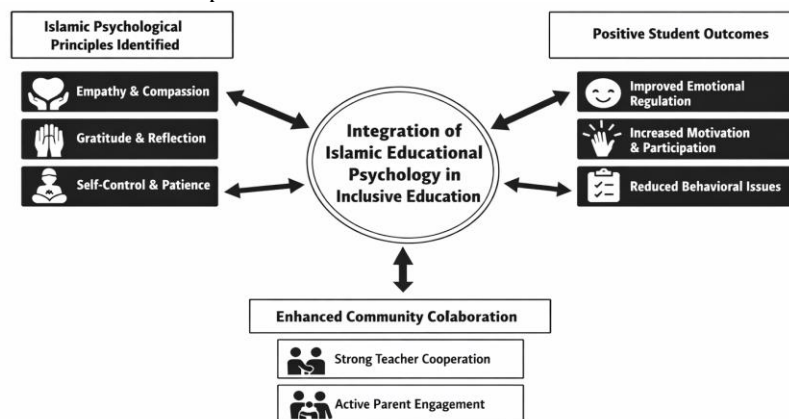 Islamic Psychological
Principles Identified
Empathy & Compassion
Gratitude & Reflection
Self-Control & Patience
Integration of
Islamic Educational
Psychology in
Inclusive Education
Positive Student Outcomes
Improved Emotional
Regulation
Increased Motivation
& Participation
Reduced Behavioral Issues
Enhanced Community Colaboration
Strong Teacher Cooperation
Active Parent Engagement